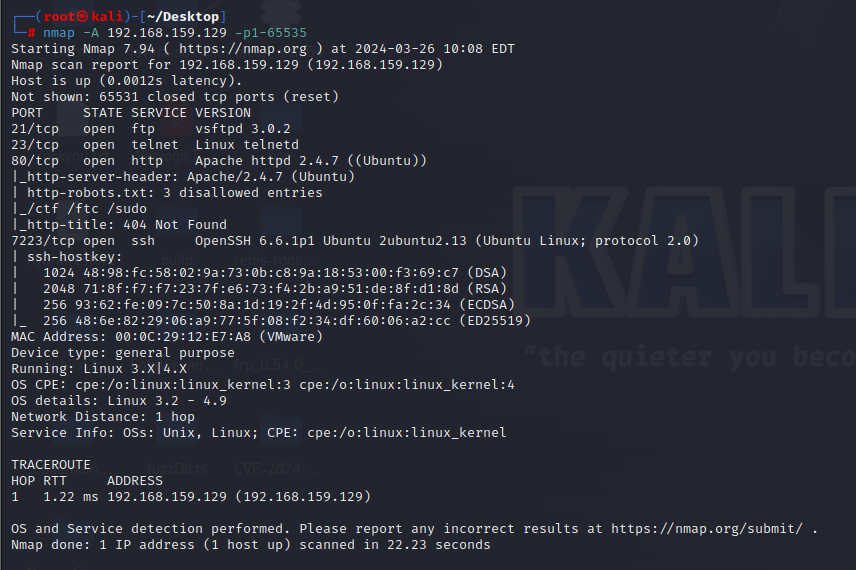 ┌──(root㉿kali)-[~/Desktop]
└─# nmap -A 192.168.159.129 -p1-65535
Starting Nmap 7.94 ( https://nmap.org ) at 2024-03-26 10:08 EDT
Nmap scan report for 192.168.159.129 (192.168.159.129)
Host is up (0.0012s latency).
Not shown: 65531 closed tcp ports (reset)
PORT     STATE SERVICE VERSION
21/tcp   open  ftp     vsftpd 3.0.2
23/tcp   open  telnet  Linux telnetd
80/tcp   open  http    Apache httpd 2.4.7 ((Ubuntu))
|_http-server-header: Apache/2.4.7 (Ubuntu)
| http-robots.txt: 3 disallowed entries
|_/ctf /ftc /sudo
|_http-title: 404 Not Found
7223/tcp open  ssh     OpenSSH 6.6.1p1 Ubuntu 2ubuntu2.13 (Ubuntu Linux; protocol 2.0)
| ssh-hostkey:
|   1024 48:98:fc:58:02:9a:73:0b:c8:9a:18:53:00:f3:69:c7 (DSA)
|   2048 71:8f:f7:f7:23:7f:e6:73:f4:2b:a9:51:de:8f:d1:8d (RSA)
|   256 93:62:fe:09:7c:50:8a:1d:19:2f:4d:95:0f:fa:2c:34 (ECDSA)
|_  256 48:6e:82:29:06:a9:77:5f:08:f2:34:df:60:06:a2:cc (ED25519)
MAC Address: 00:0C:29:12:E7:A8 (VMware)
Device type: general purpose
Running: Linux 3.X|4.X
OS CPE: cpe:/o:linux:linux_kernel:3 cpe:/o:linux:linux_kernel:4
OS details: Linux 3.2 - 4.9
Network Distance: 1 hop
Service Info: OSs: Unix, Linux; CPE: cpe:/o:linux:linux_kernel
TRACEROUTE
HOP RTT     ADDRESS
1   1.22 ms 192.168.159.129 (192.168.159.129)
OS and Service detection performed. Please report any incorrect results at https://nmap.org/submit/ .
Nmap done: 1 IP address (1 host up) scanned in 22.23 seconds
KALI
"the quieter you beco
build
redis-rogu...
frp_0.54.0_...
fuzzDicts
CVE-2024-...